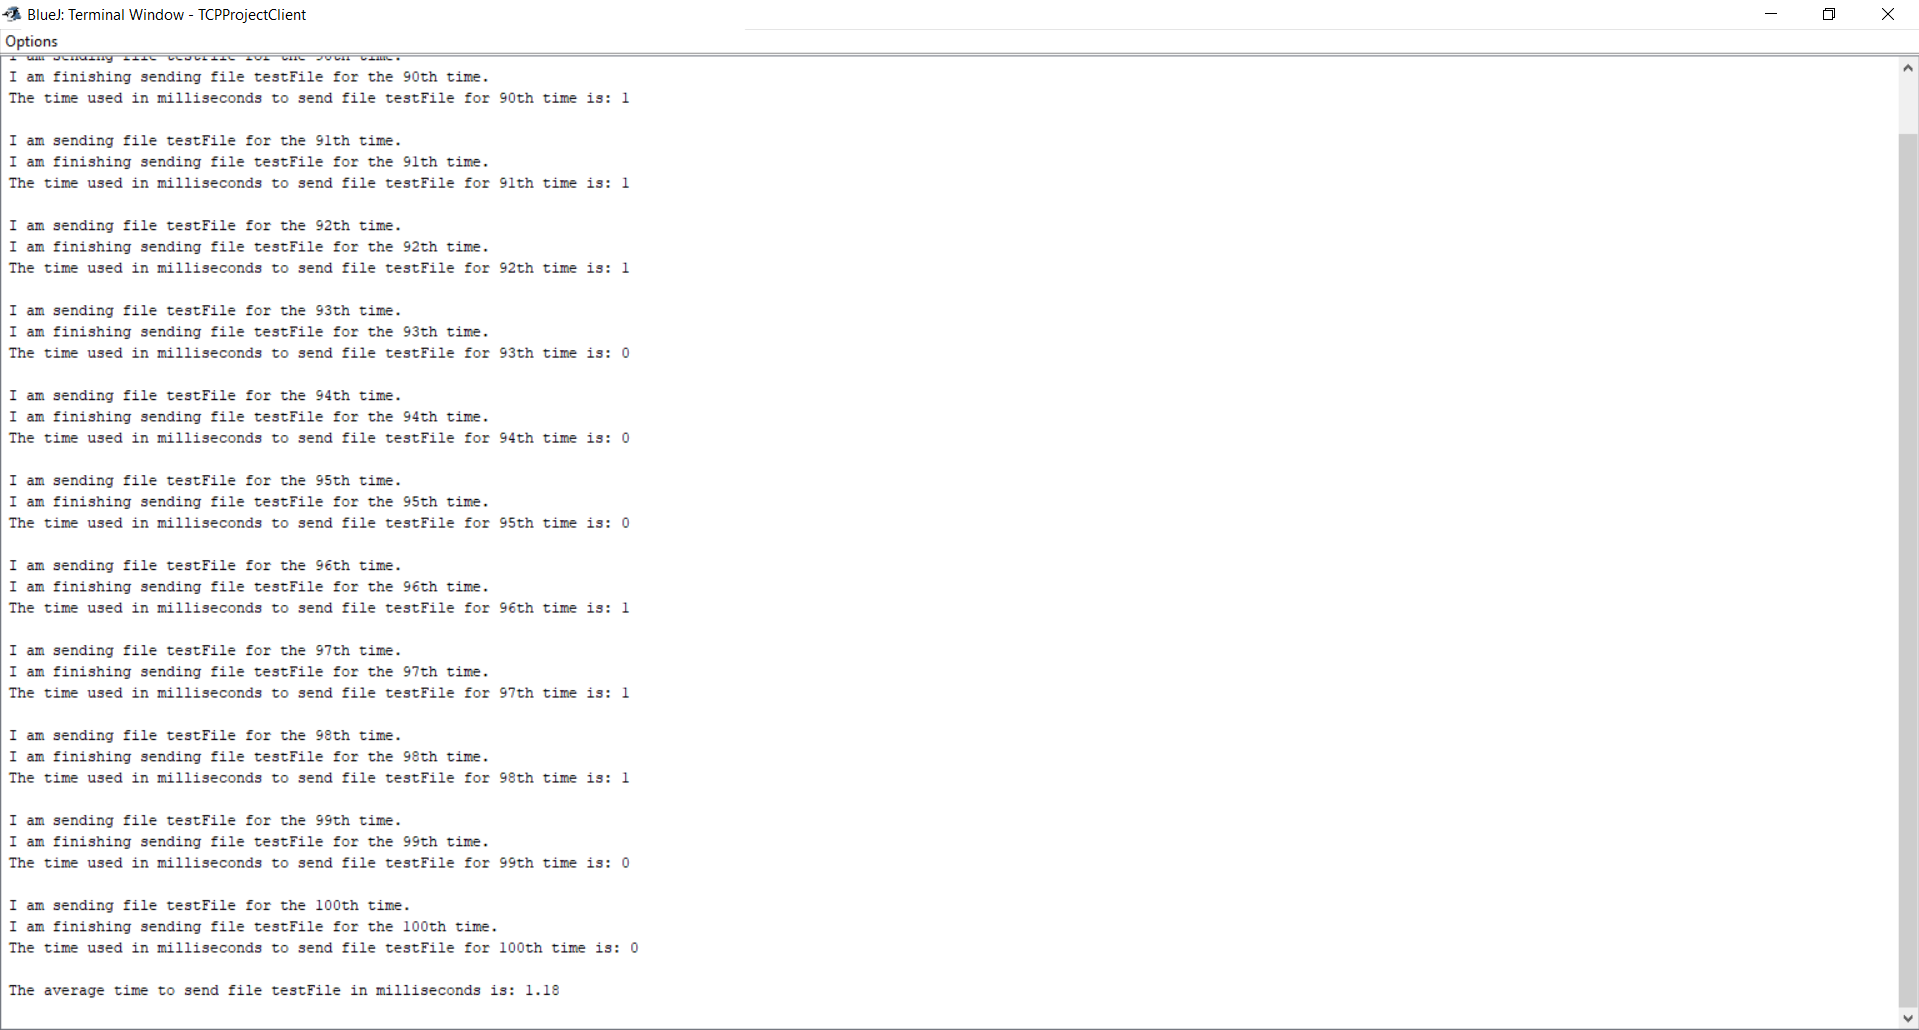 BlueJ: Terminal Window - TCPProjectClient
Options
I am sending file testFile for the 90th time.
I am finishing sending file testFile for the 90th time.
The time used in milliseconds to send file testFile for 90th time is: 1
I am sending file testFile for the 91th time.
I am finishing sending file testFile for the 91th time.
The time used in milliseconds to send file testFile for 91th time is: 1
I am sending file testFile for the 92th time.
I am finishing sending file testFile for the 92th time.
The time used in milliseconds to send file testFile for 92th time is: 1
I am sending file testFile for the 93th time.
I am finishing sending file testFile for the 93th time.
The time used in milliseconds to send file testFile for 93th time is: 0
I am sending file testFile for the 94th time.
I am finishing sending file testFile for the 94th time.
The time used in milliseconds to send file testFile for 94th time is: 0
I am sending file testFile for the 95th time.
I am finishing sending file testFile for the 95th time.
The time used in milliseconds to send file testFile for 95th time is: 0
I am sending file testFile for the 96th time.
I am finishing sending file testFile for the 96th time.
The time used in milliseconds to send file testFile for 96th time is: 1
I am sending file testFile for the 97th time.
I am finishing sending file testFile for the 97th time.
The time used in milliseconds to send file testFile for 97th time is: 1
I am sending file testFile for the 98th time.
I am finishing sending file testFile for the 98th time.
The time used in milliseconds to send file testFile for 98th time is: 1
I am sending file testFile for the 99th time.
I am finishing sending file testFile for the 99th time.
The time used in milliseconds to send file testFile for 99th time is: 0
I am sending file testFile for the 100th time.
I am finishing sending file testFile for the 100th time.
The time used in milliseconds to send file testFile for 100th time is: 0
The average time to send file testFile in milliseconds is: 1.18